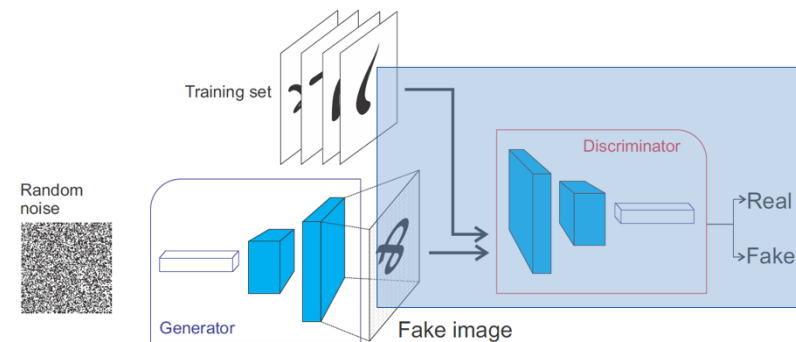 Training set
Discriminator
Random
noise
Real
Fake
Generator
Fake image